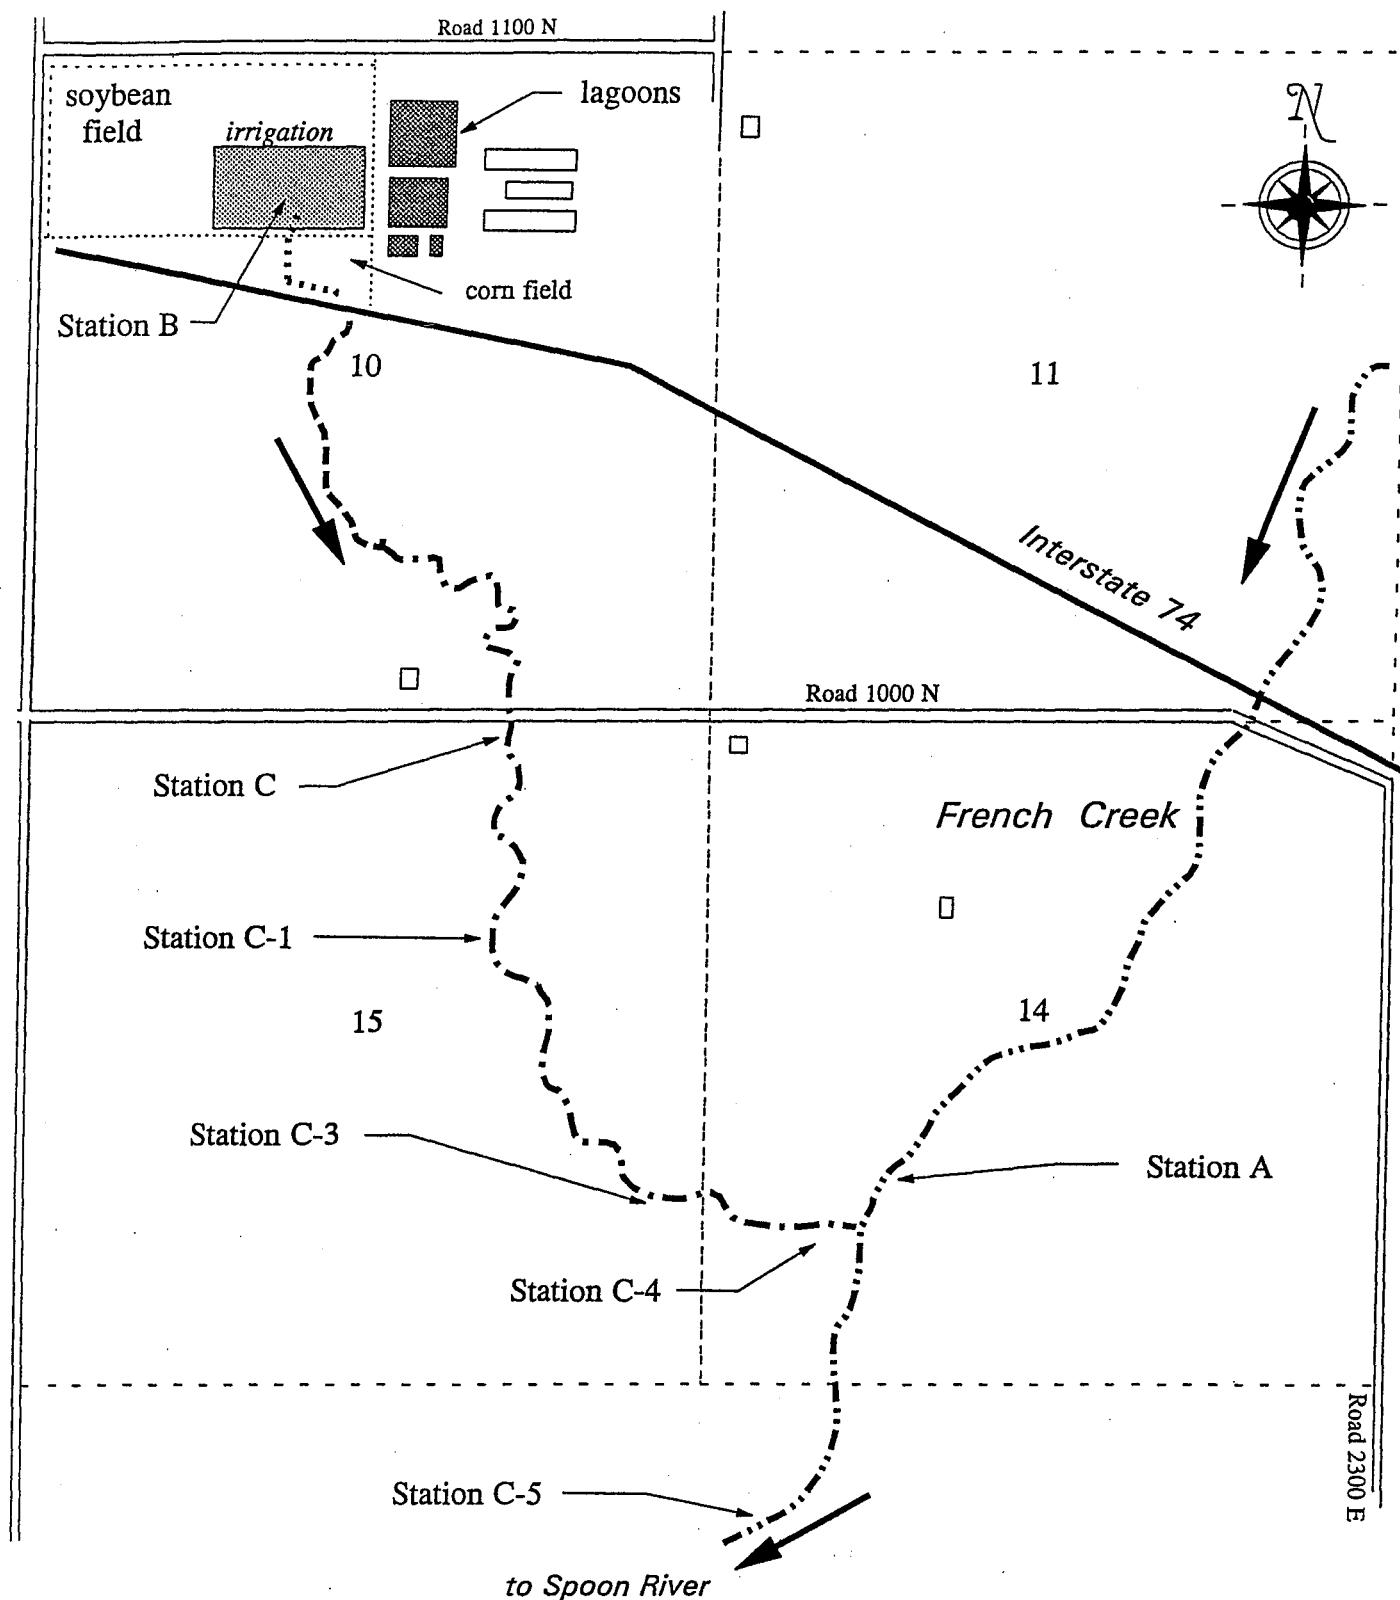 Road 1100 N
soybean
field
irrigation
lagoons
N
corn field
Station B
10
11
Interstate 74
Road 1000 N
Station C
French Creek
Station C-1
15
14
Station C-3
Station A
Station C-4
Road 2300 E
Station C-5
to Spoon River